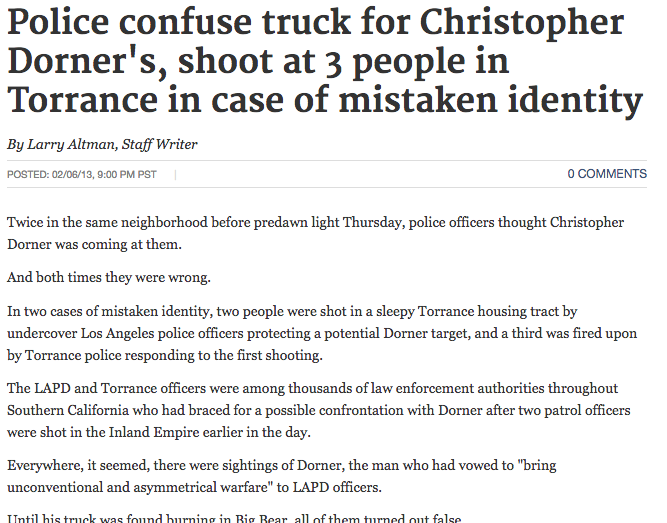 Police confuse truck for Christopher
Dorner's, shoot at 3 people in
Torrance in case of mistaken identity
By Larry Altman, Staff Writer
POSTED: 02/06/13, 9:00 PM PST |
0 COMMENTS
Twice in the same neighborhood before predawn light Thursday, police officers thought Christopher
Dorner was coming at them.
And both times they were wrong.
In two cases of mistaken identity, two people were shot in a sleepy Torrance housing tract by
undercover Los Angeles police officers protecting a potential Dorner target, and a third was fired upon
by Torrance police responding to the first shooting.
The LAPD and Torrance officers were among thousands of law enforcement authorities throughout
Southern California who had braced for a possible confrontation with Dorner after two patrol officers
were shot in the Inland Empire earlier in the day.
Everywhere, it seemed, there were sightings of Dorner, the man who had vowed to "bring
unconventional and asymmetrical warfare" to LAPD officers.
Until his truck was found burning in Big Bear, all of them turned out false.